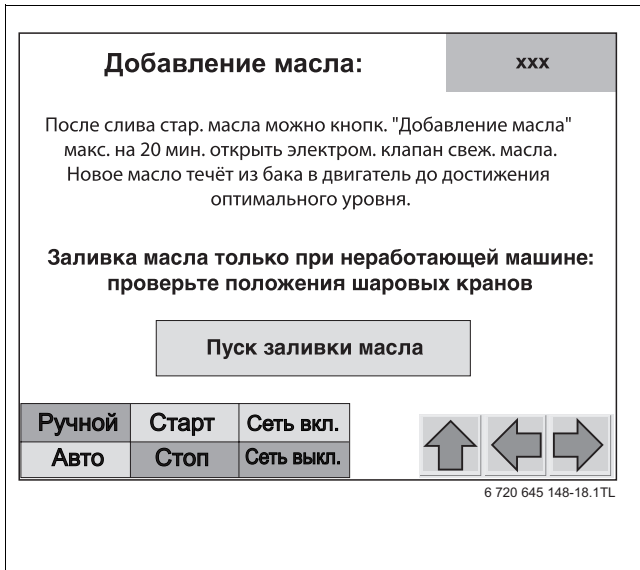 Добавление масла:
xxx
После слива стар. масла можно кнопк. "Добавление масла"
макс. на 20 мин. открыть электром. клапан свеж. масла.
Новое масло течёт из бака в двигатель до достижения
оптимального уровня.
Заливка масла только при неработающей машине:
проверьте положения шаровых кранов
Пуск заливки масла
Ручной Старт Сеть вкл.
Авто Стоп Сеть выкл.
6 720 645 148-18.1TL